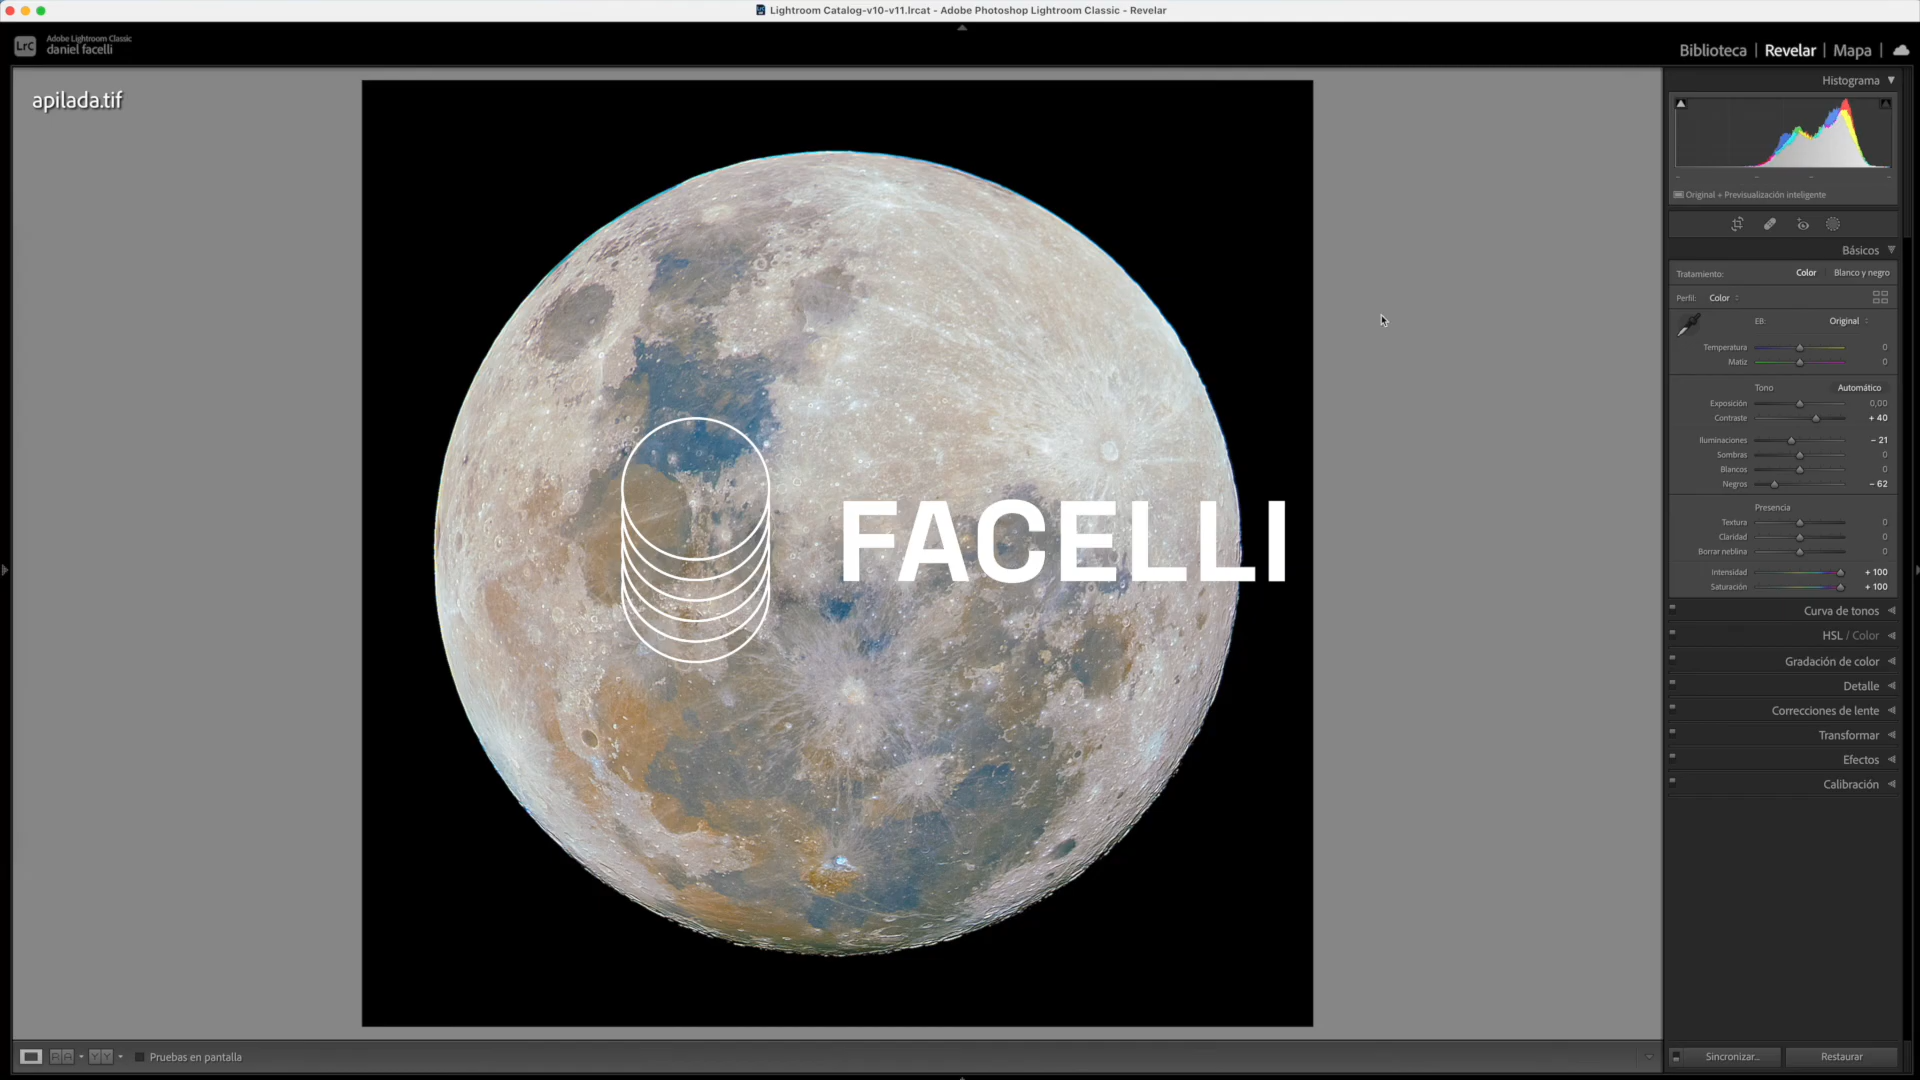 Lightroom Catalog-v10-v11.lrcat - Adobe Photoshop Lightroom Classic - Revelar
LrC
Adobe Lightroom Classic
daniel facelli
Biblioteca | Revelar | Mapa |
apilada.tif
Histograma
Original + Previsualización inteligente
Básicos
Tratamiento: Color Blanco y negro
Perfil: Color
EB: Original
Temperatura 0
Matiz 0
Tono Automático
Exposición 0,00
Contraste + 40
Iluminaciones − 21
Sombras 0
Blancos 0
Negros − 62
Presencia
Textura 0
Claridad 0
Borrar neblina 0
Intensidad + 100
Saturación + 100
Curva de tonos
HSL / Color
Gradación de color
Detalle
Correcciones de lente
Transformar
Efectos
Calibración
FACELLI
RA YY Pruebas en pantalla
Sincronizar... Restaurar